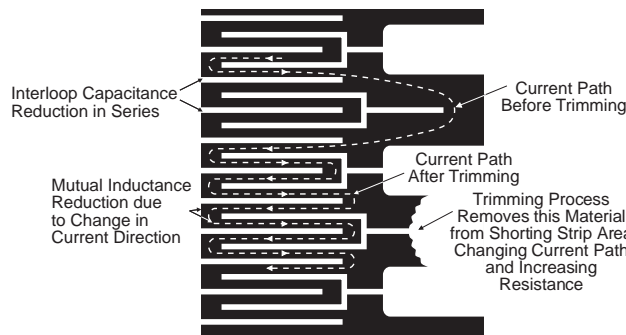 Interloop Capacitance
Reduction in Series
Current Path
Before Trimming
Current Path
After Trimming
Mutual Inductance
Reduction due
to Change in
Current Direction
Trimming Process
Removes this Material
from Shorting Strip Area
Changing Current Path
and Increasing
Resistance